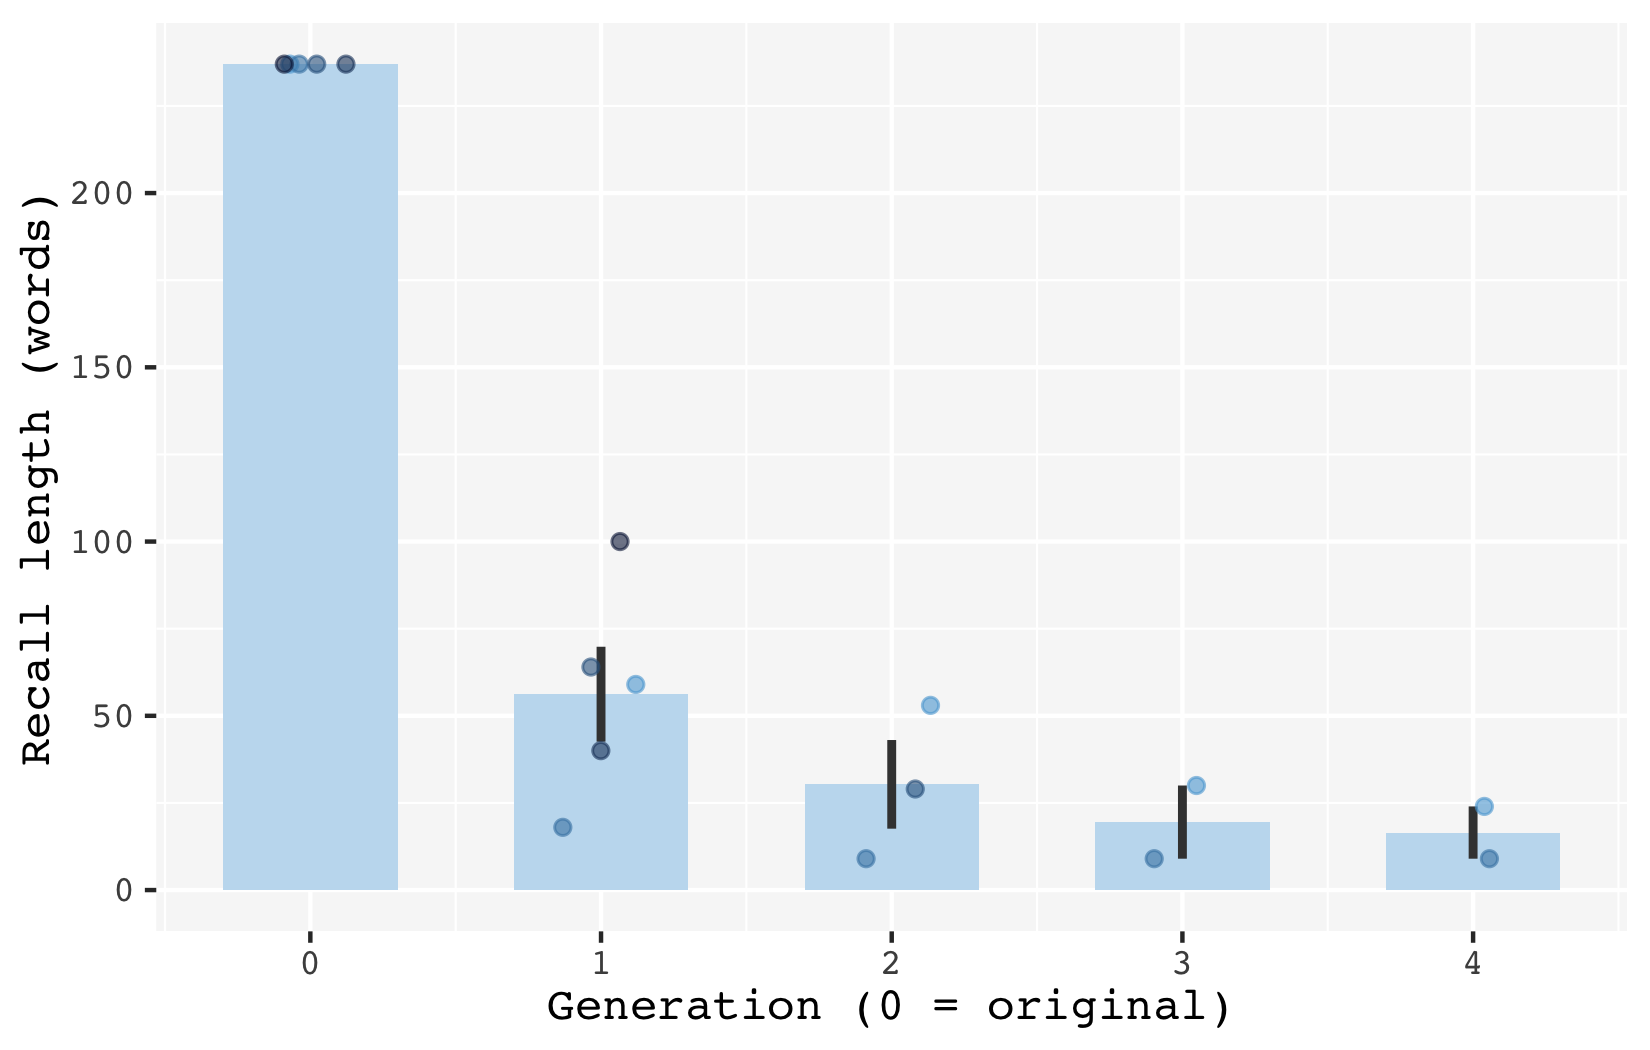 Recall length (words)
200
150
100
50
0
0 1 2 3 4
Generation (0 = original)